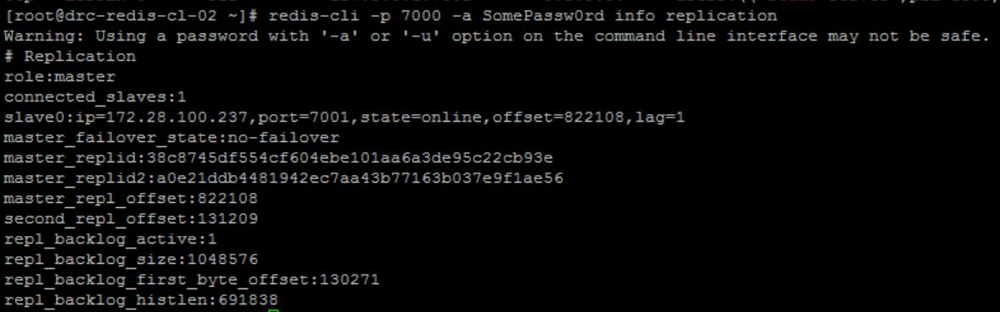 [root@drc-redis-cl-02 ~]# redis-cli -p 7000 -a SomePassw0rd info replication
Warning: Using a password with '-a' or '-u' option on the command line interface may not be safe.
# Replication
role:master
connected_slaves:1
slave0:ip=172.28.100.237,port=7001,state=online,offset=822108,lag=1
master_failover_state:no-failover
master_replid:38c8745df554cf604ebe101aa6a3de95c22cb93e
master_replid2:a0e21ddb4481942ec7aa43b77163b037e9f1ae56
master_repl_offset:822108
second_repl_offset:131209
repl_backlog_active:1
repl_backlog_size:1048576
repl_backlog_first_byte_offset:130271
repl_backlog_histlen:691838